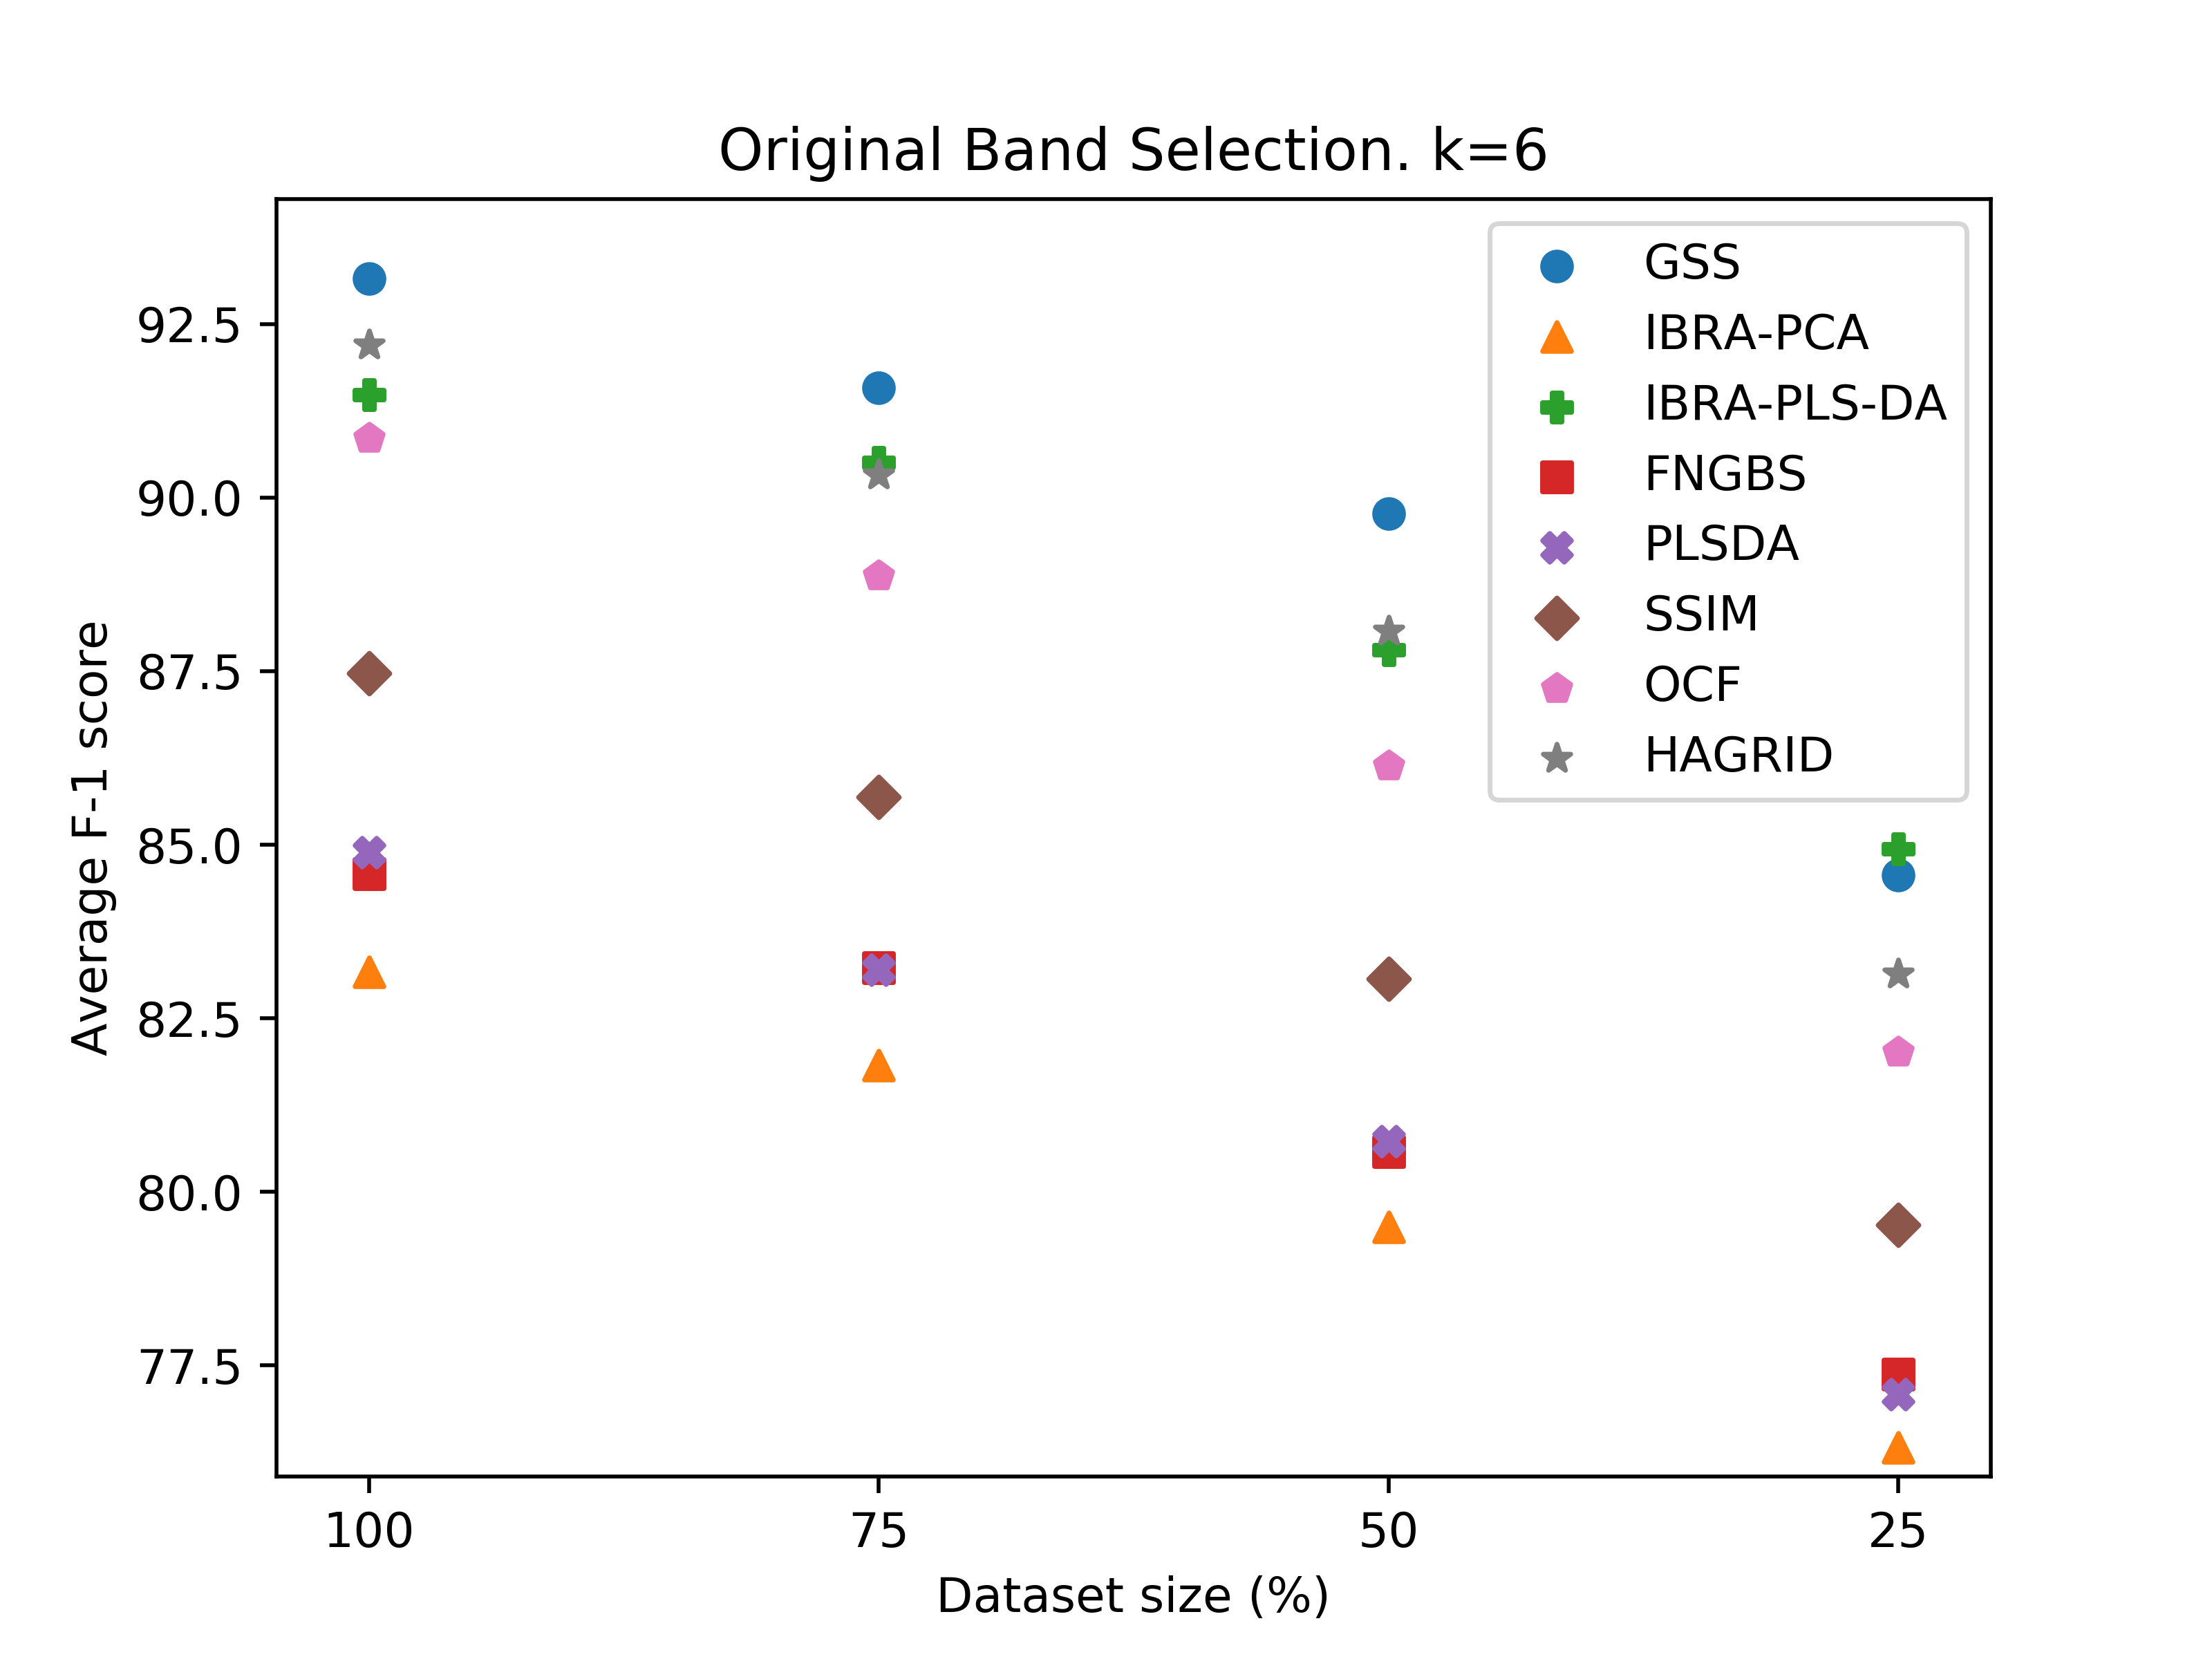 Original Band Selection. k=6
Average F-1 score
92.5
90.0
87.5
85.0
82.5
80.0
77.5
GSS
IBRA-PCA
IBRA-PLS-DA
FNGBS
PLSDA
SSIM
OCF
HAGRID
100 75 50 25
Dataset size (%)